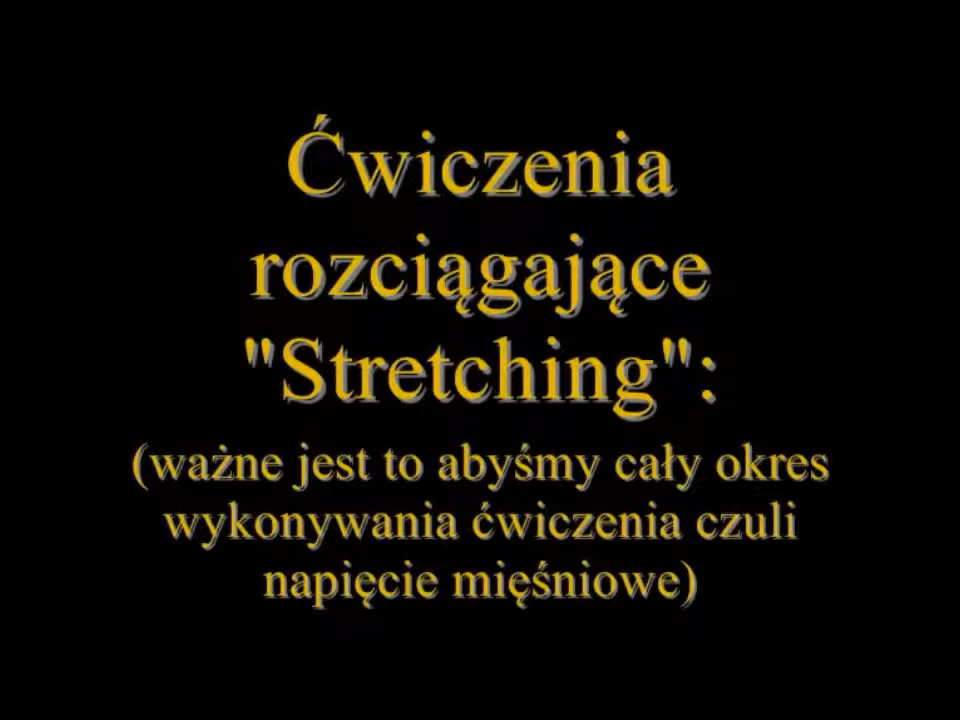 Ćwiczenia
rozciągające
"Stretching":
(ważne jest to abyśmy cały okres
wykonywania ćwiczenia czuli
napięcie mięśniowe)